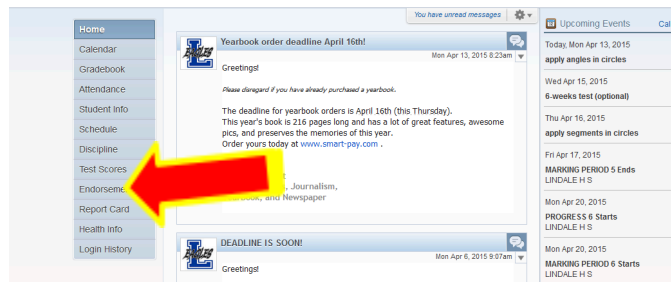 You have unread messages
Home
Calendar
Gradebook
Attendance
Student Info
Schedule
Discipline
Test Scores
Report Card
Health Info
Login History
EAGLES
Yearbook order deadline April 16th!
Mon Apr 13, 2015 8:23am
Greetings!
Please disregard if you have already purchased a yearbook.
The deadline for yearbook orders is April 16th (this Thursday).
This year's book is 216 pages long and has a lot of great features, awesome
pics, and preserves the memories of this year.
Order yours today at www.smart-pay.com .
Journalism,
and Newspaper
EAGLES
DEADLINE IS SOON!
Mon Apr 6, 2015 9:07am
Greetings!
Upcoming Events
Today, Mon Apr 13, 2015
apply angles in circles
Wed Apr 15, 2015
6-weeks test (optional)
Thu Apr 16, 2015
apply segments in circles
Fri Apr 17, 2015
MARKING PERIOD 5 Ends
LINDALE H S
Mon Apr 20, 2015
PROGRESS 6 Starts
LINDALE H S
Mon Apr 20, 2015
MARKING PERIOD 6 Starts
LINDALE H S